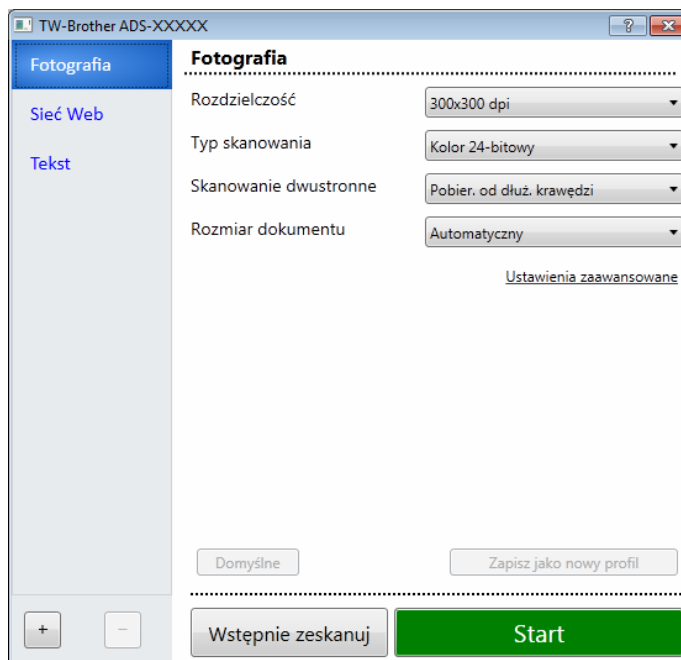 TW-Brother ADS-XXXXX
?
Fotografia
Sieć Web
Tekst
Fotografia
Rozdzielczość 300x300 dpi
Typ skanowania Kolor 24-bitowy
Skanowanie dwustronne Pobier. od dłuż. krawędzi
Rozmiar dokumentu Automatyczny
Ustawienia zaawansowane
Domyślne Zapisz jako nowy profil
+ −
Wstępnie zeskanuj Start